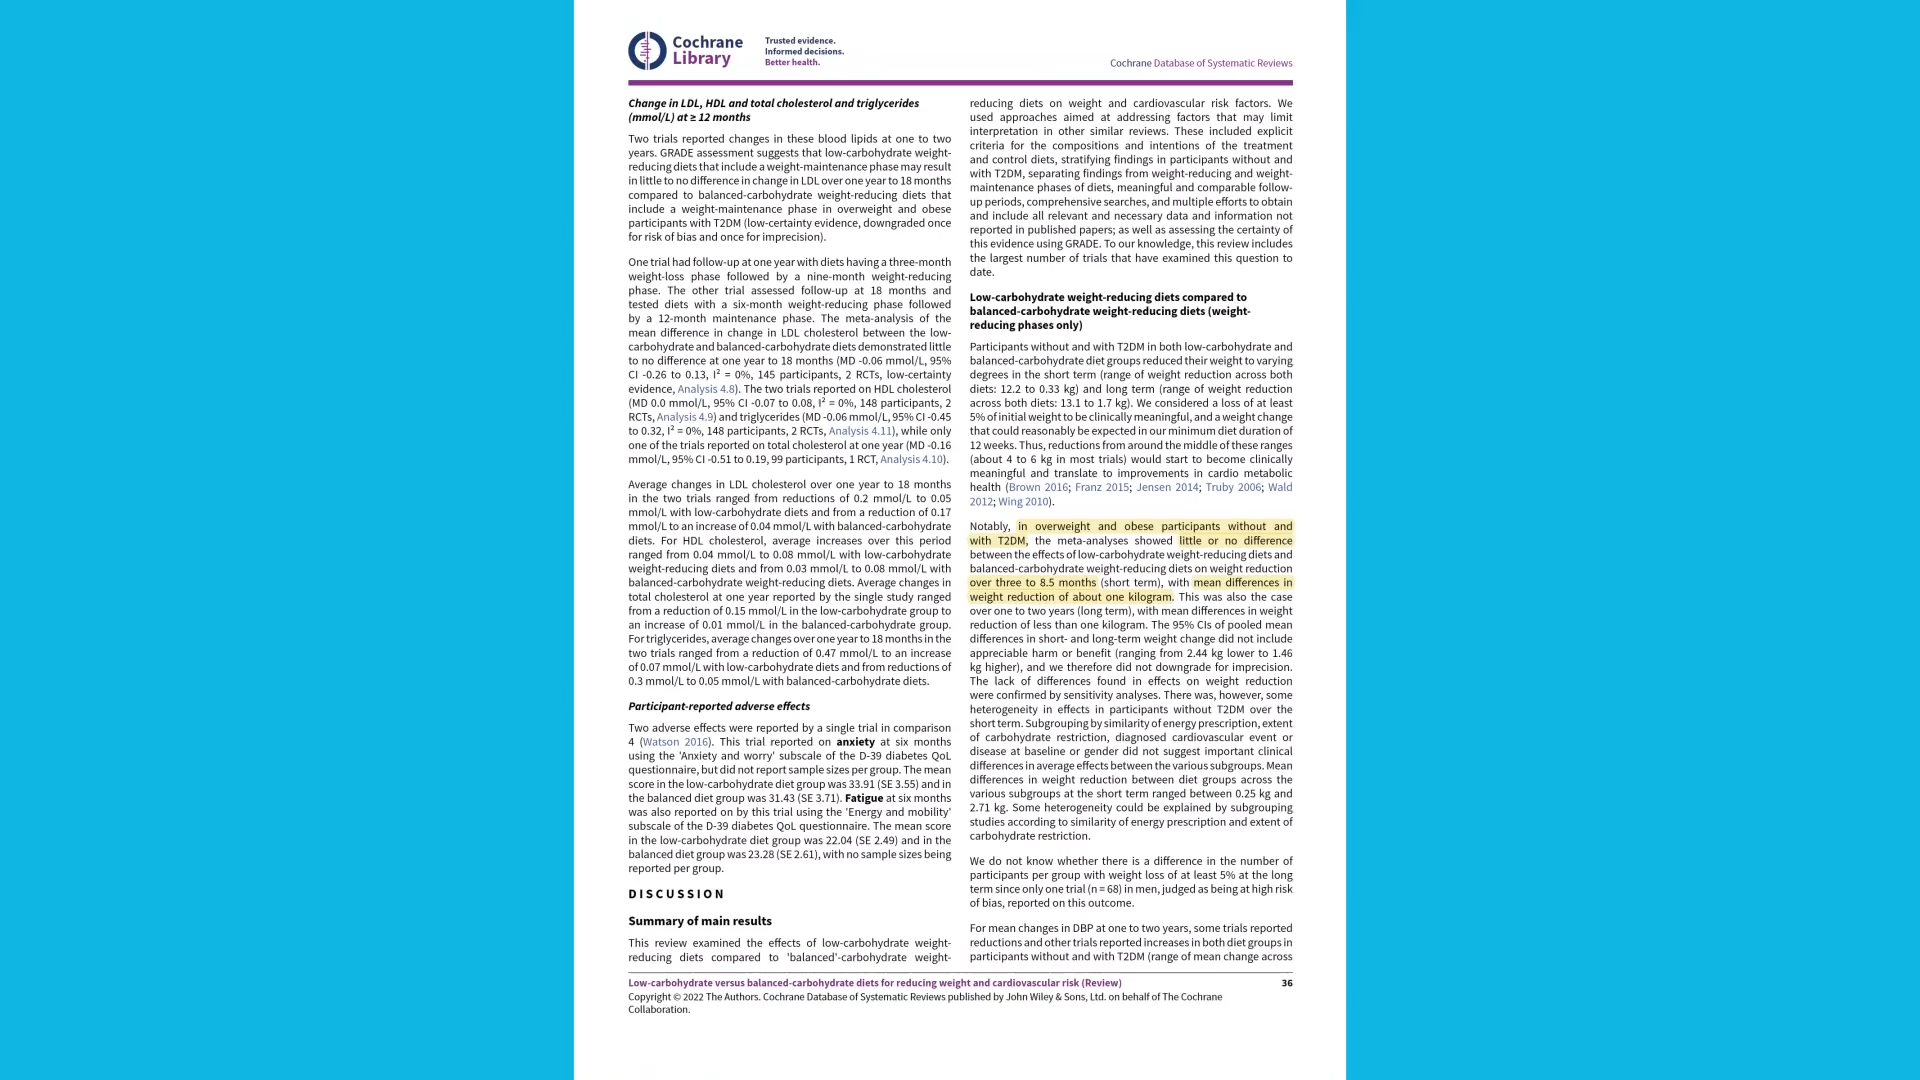 Cochrane
Library
Trusted evidence.
Informed decisions.
Better health.
Cochrane Database of Systematic Reviews
Change in LDL, HDL and total cholesterol and triglycerides
(mmol/L) at ≥ 12 months
Two trials reported changes in these blood lipids at one to two
years. GRADE assessment suggests that low-carbohydrate weight-
reducing diets that include a weight-maintenance phase may result
in little to no difference in change in LDL over one year to 18 months
compared to balanced-carbohydrate weight-reducing diets that
include a weight-maintenance phase in overweight and obese
participants with T2DM (low-certainty evidence, downgraded once
for risk of bias and once for imprecision).
One trial had follow-up at one year with diets having a three-month
weight-loss phase followed by a nine-month weight-reducing
phase. The other trial assessed follow-up at 18 months and
tested diets with a six-month weight-reducing phase followed
by a 12-month maintenance phase. The meta-analysis of the
mean difference in change in LDL cholesterol between the low-
carbohydrate and balanced-carbohydrate diets demonstrated little
to no difference at one year to 18 months (MD -0.06 mmol/L, 95%
CI -0.26 to 0.13, I² = 0%, 145 participants, 2 RCTs, low-certainty
evidence, Analysis 4.8). The two trials reported on HDL cholesterol
(MD 0.0 mmol/L, 95% CI -0.07 to 0.08, I² = 0%, 148 participants, 2
RCTs, Analysis 4.9) and triglycerides (MD -0.06 mmol/L, 95% CI -0.45
to 0.32, I² = 0%, 148 participants, 2 RCTs, Analysis 4.11), while only
one of the trials reported on total cholesterol at one year (MD -0.16
mmol/L, 95% CI -0.51 to 0.19, 99 participants, 1 RCT, Analysis 4.10).
Average changes in LDL cholesterol over one year to 18 months
in the two trials ranged from reductions of 0.2 mmol/L to 0.05
mmol/L with low-carbohydrate diets and from a reduction of 0.17
mmol/L to an increase of 0.04 mmol/L with balanced-carbohydrate
diets. For HDL cholesterol, average increases over this period
ranged from 0.04 mmol/L to 0.08 mmol/L with low-carbohydrate
weight-reducing diets and from 0.03 mmol/L to 0.08 mmol/L with
balanced-carbohydrate weight-reducing diets. Average changes in
total cholesterol at one year reported by the single study ranged
from a reduction of 0.15 mmol/L in the low-carbohydrate group to
an increase of 0.01 mmol/L in the balanced-carbohydrate group.
For triglycerides, average changes over one year to 18 months in the
two trials ranged from a reduction of 0.47 mmol/L to an increase
of 0.07 mmol/L with low-carbohydrate diets and from reductions of
0.3 mmol/L to 0.05 mmol/L with balanced-carbohydrate diets.
Participant-reported adverse effects
Two adverse effects were reported by a single trial in comparison
4 (Watson 2016). This trial reported on anxiety at six months
using the 'Anxiety and worry' subscale of the D-39 diabetes QoL
questionnaire, but did not report sample sizes per group. The mean
score in the low-carbohydrate diet group was 33.91 (SE 3.55) and in
the balanced diet group was 31.43 (SE 3.71). Fatigue at six months
was also reported on by this trial using the 'Energy and mobility'
subscale of the D-39 diabetes QoL questionnaire. The mean score
in the low-carbohydrate diet group was 22.04 (SE 2.49) and in the
balanced diet group was 23.28 (SE 2.61), with no sample sizes being
reported per group.
DISCUSSION
Summary of main results
This review examined the effects of low-carbohydrate weight-
reducing diets compared to 'balanced'-carbohydrate weight-
reducing diets on weight and cardiovascular risk factors. We
used approaches aimed at addressing factors that may limit
interpretation in other similar reviews. These included explicit
criteria for the compositions and intentions of the treatment
and control diets, stratifying findings in participants without and
with T2DM, separating findings from weight-reducing and weight-
maintenance phases of diets, meaningful and comparable follow-
up periods, comprehensive searches, and multiple efforts to obtain
and include all relevant and necessary data and information not
reported in published papers; as well as assessing the certainty of
this evidence using GRADE. To our knowledge, this review includes
the largest number of trials that have examined this question to
date.
Low-carbohydrate weight-reducing diets compared to
balanced-carbohydrate weight-reducing diets (weight-
reducing phases only)
Participants without and with T2DM in both low-carbohydrate and
balanced-carbohydrate diet groups reduced their weight to varying
degrees in the short term (range of weight reduction across both
diets: 12.2 to 0.33 kg) and long term (range of weight reduction
across both diets: 13.1 to 1.7 kg). We considered a loss of at least
5% of initial weight to be clinically meaningful, and a weight change
that could reasonably be expected in our minimum diet duration of
12 weeks. Thus, reductions from around the middle of these ranges
(about 4 to 6 kg in most trials) would start to become clinically
meaningful and translate to improvements in cardio metabolic
health (Brown 2016; Franz 2015; Jensen 2014; Truby 2006; Wald
2012; Wing 2010).
Notably, in overweight and obese participants without and
with T2DM, the meta-analyses showed little or no difference
between the effects of low-carbohydrate weight-reducing diets and
balanced-carbohydrate weight-reducing diets on weight reduction
over three to 8.5 months (short term), with mean differences in
weight reduction of about one kilogram. This was also the case
over one to two years (long term), with mean differences in weight
reduction of less than one kilogram. The 95% CIs of pooled mean
differences in short- and long-term weight change did not include
appreciable harm or benefit (ranging from 2.44 kg lower to 1.46
kg higher), and we therefore did not downgrade for imprecision.
The lack of differences found in effects on weight reduction
were confirmed by sensitivity analyses. There was, however, some
heterogeneity in effects in participants without T2DM over the
short term. Subgrouping by similarity of energy prescription, extent
of carbohydrate restriction, diagnosed cardiovascular event or
disease at baseline or gender did not suggest important clinical
differences in average effects between the various subgroups. Mean
differences in weight reduction between diet groups across the
various subgroups at the short term ranged between 0.25 kg and
2.71 kg. Some heterogeneity could be explained by subgrouping
studies according to similarity of energy prescription and extent of
carbohydrate restriction.
We do not know whether there is a difference in the number of
participants per group with weight loss of at least 5% at the long
term since only one trial (n = 68) in men, judged as being at high risk
of bias, reported on this outcome.
For mean changes in DBP at one to two years, some trials reported
reductions and other trials reported increases in both diet groups in
participants without and with T2DM (range of mean change across
Low-carbohydrate versus balanced-carbohydrate diets for reducing weight and cardiovascular risk (Review)
36
Copyright © 2022 The Authors. Cochrane Database of Systematic Reviews published by John Wiley & Sons, Ltd. on behalf of The Cochrane
Collaboration.